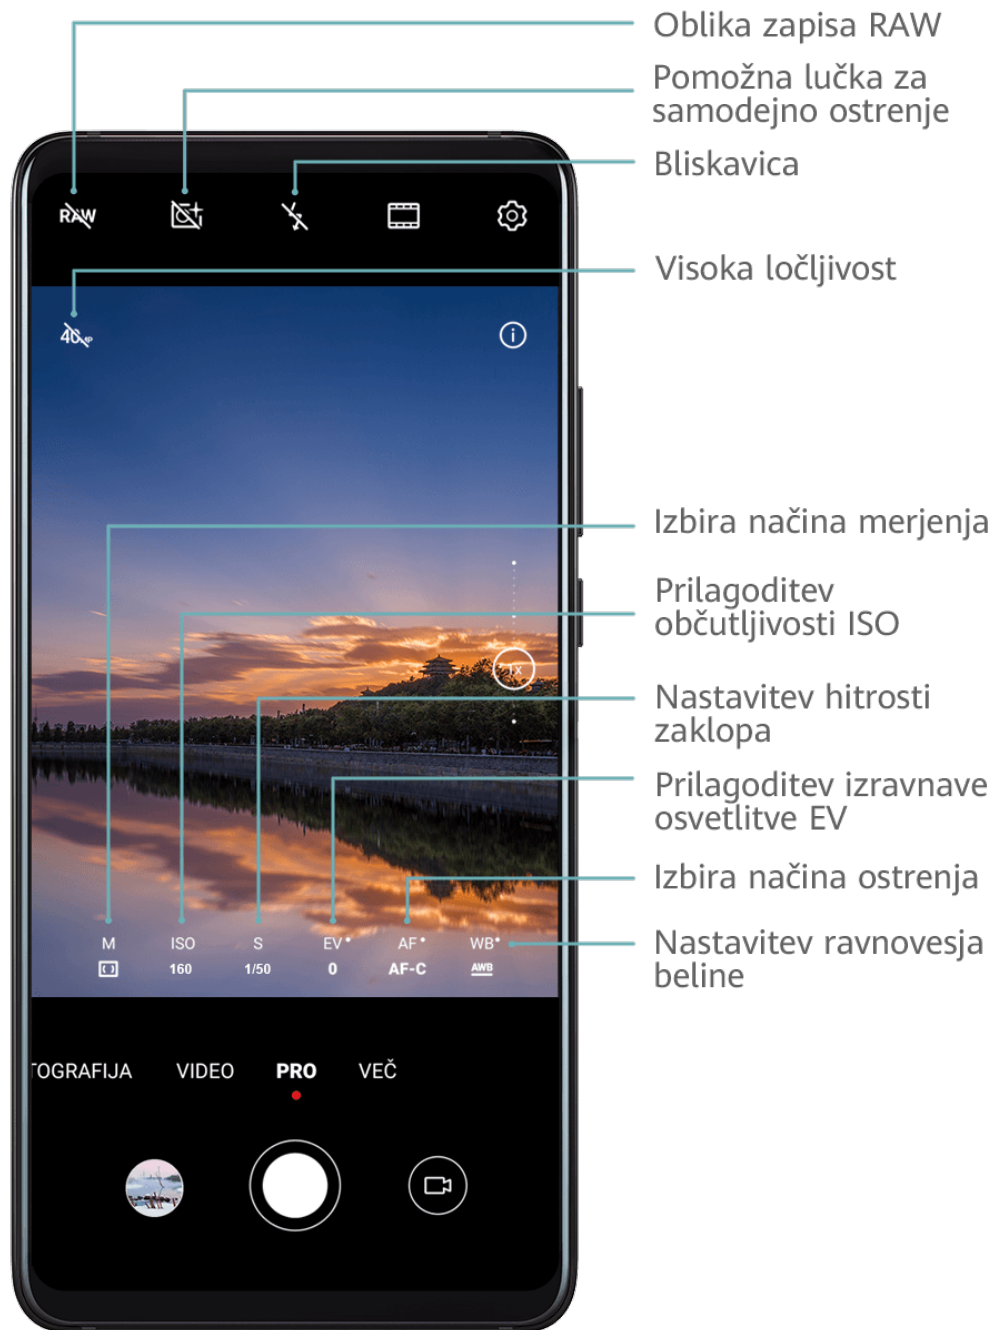 Oblika zapisa RAW
Pomožna lučka za
samodejno ostrenje
Bliskavica
RAW
Visoka ločljivost
Izbira načina merjenja
Prilagoditev
občutljivosti ISO
1x
Nastavitev hitrosti
zaklopa
Prilagoditev izravnave
osvetlitve EV
Izbira načina ostrenja
M ISO S EV AF WB
160 1/50 0 AF-C AWB
Nastavitev ravnovesja
beline
TOGRAFIJA VIDEO PRO VEČ